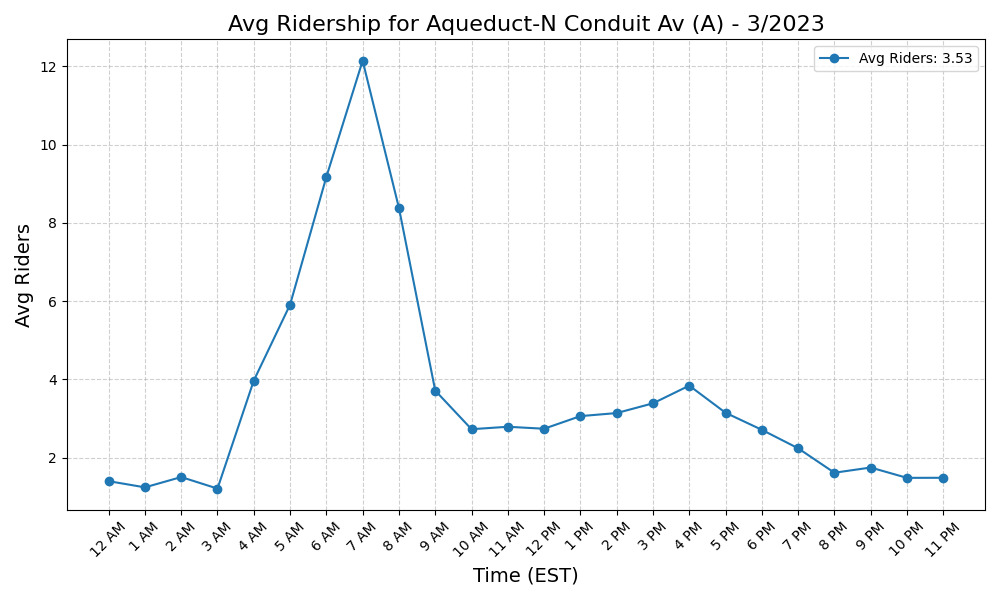 Avg Ridership for Aqueduct-N Conduit Av (A) - 3/2023
Avg Riders: 3.53
Avg Riders
12
10
8
6
4
2
12 AM
1 AM
2 AM
3 AM
4 AM
5 AM
6 AM
7 AM
8 AM
9 AM
10 AM
11 AM
12 PM
1 PM
2 PM
3 PM
4 PM
5 PM
6 PM
7 PM
8 PM
9 PM
10 PM
11 PM
Time (EST)